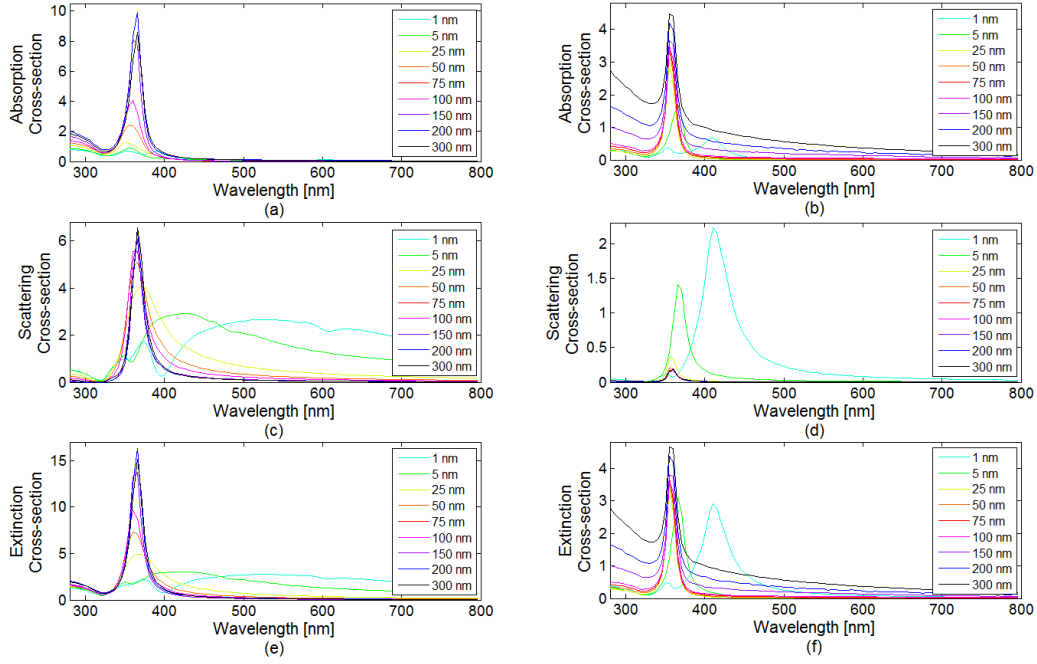 Absorption
Cross-section
10
8
6
4
2
0
300
400
500
600
700
800
1 nm
5 nm
25 nm
50 nm
75 nm
100 nm
150 nm
200 nm
300 nm
Wavelength [nm]
(a)
Absorption
Cross-section
4
3
2
1
0
300
400
500
600
700
800
1 nm
5 nm
25 nm
50 nm
75 nm
100 nm
150 nm
200 nm
300 nm
Wavelength [nm]
(b)
Scattering
Cross-section
6
4
2
0
300
400
500
600
700
800
1 nm
5 nm
25 nm
50 nm
75 nm
100 nm
150 nm
200 nm
300 nm
Wavelength [nm]
(c)
Scattering
Cross-section
2
1.5
1
0.5
0
300
400
500
600
700
800
1 nm
5 nm
25 nm
50 nm
75 nm
100 nm
150 nm
200 nm
300 nm
Wavelength [nm]
(d)
Extinction
Cross-section
15
10
5
0
300
400
500
600
700
800
1 nm
5 nm
25 nm
50 nm
75 nm
100 nm
150 nm
200 nm
300 nm
Wavelength [nm]
(e)
Extinction
Cross-section
4
3
2
1
0
300
400
500
600
700
800
1 nm
5 nm
25 nm
50 nm
75 nm
100 nm
150 nm
200 nm
300 nm
Wavelength [nm]
(f)